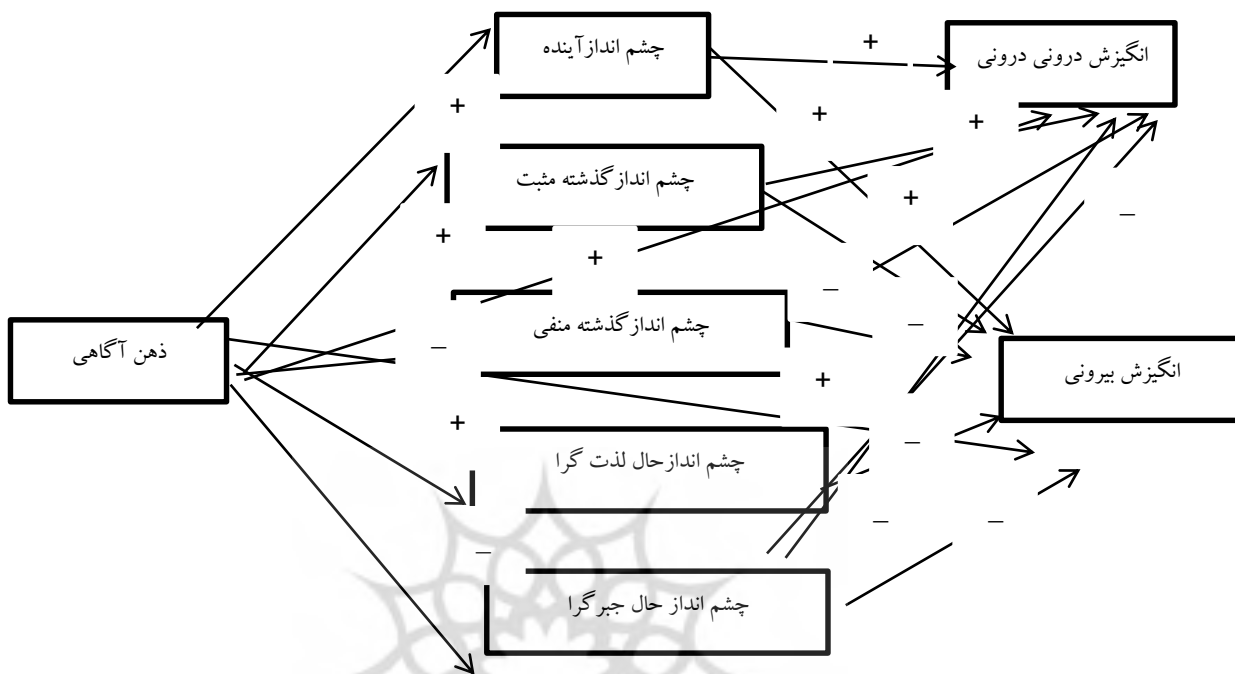 چشم اندازآینده
+
انگیزش درونی درونی
+
+
+
چشم اندازگذشته مثبت
+
–
+
+
–
ذهن آگاهی
–
چشم اندازگذشته منفی
–
انگیزش بیرونی
+
+
چشم اندازحال لذت گرا
–
–
–
–
چشم انداز حال جبرگرا